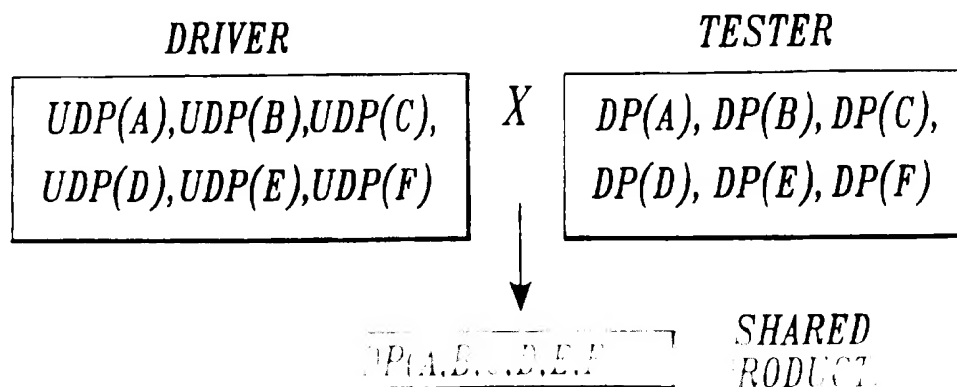 DRIVER
TESTER
UDP(A),UDP(B),UDP(C),
UDP(D),UDP(E),UDP(F)
X
DP(A), DP(B), DP(C),
DP(D), DP(E), DP(F)
SHARED